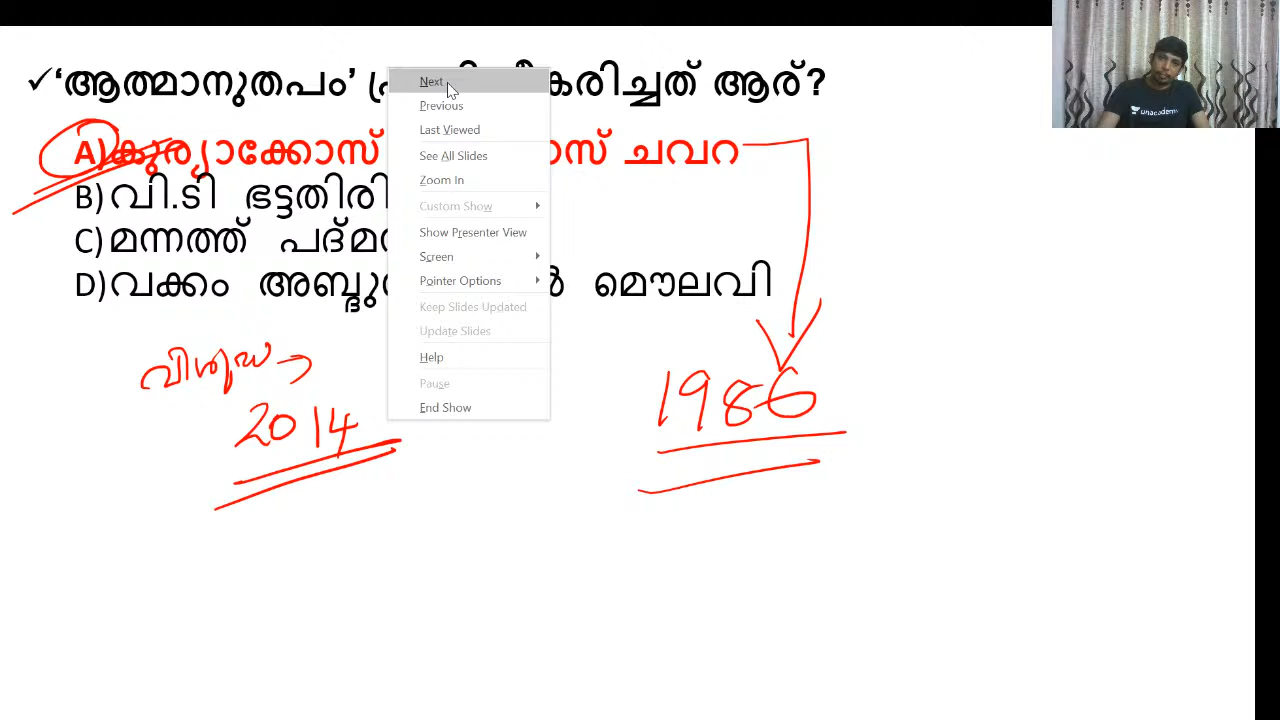 ✓'ആത്മാനുതപം' കരിച്ചത് ആര്?
A)കുര്യാക്കോസ് ചവറ
B)വി.ടി ഭട്ടതിരി
C)മന്നത്ത്
D)വക്കം മൗലവി
Next
Previous
Last Viewed
See All Slides
Zoom In
Custom Show
Show Presenter View
Screen
Pointer Options
Keep Slides Updated
Update Slides
Help
Pause
End Show
വിശുദ്ധ →
2014
1986
unacademy